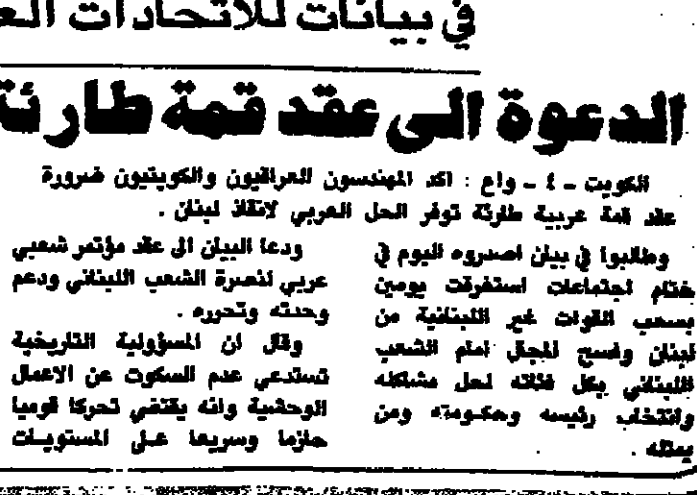 في بيانات للاتحادات
الدعوة الى عقد قمة طارئة
الكويت - ٤ - واع : اكد المهندسون العراقيون والكويتيون ضرورة
عقد قمة عربية طارئة توفر الحل العربي لانقاذ لبنان .
وطالبوا في بيان اصدروه اليوم في
ختام اجتماعات استغرقت يومين
بسحب القوات غير اللبنانية من
لبنان وفسح المجال امام الشعب
اللبناني بكل فئاته لحل مشاكله
وانتخاب رئيسه وحكومته ومن
يمثله .
ودعا البيان الى عقد مؤتمر شعبي
عربي لنصرة الشعب اللبناني ودعم
وحدته وتحرره .
وقال ان المسؤولية التاريخية
تستدعي عدم السكوت عن الاعمال
الوحشية وانه يقتضي تحركا قوميا
حازما وسريعا على المستويات